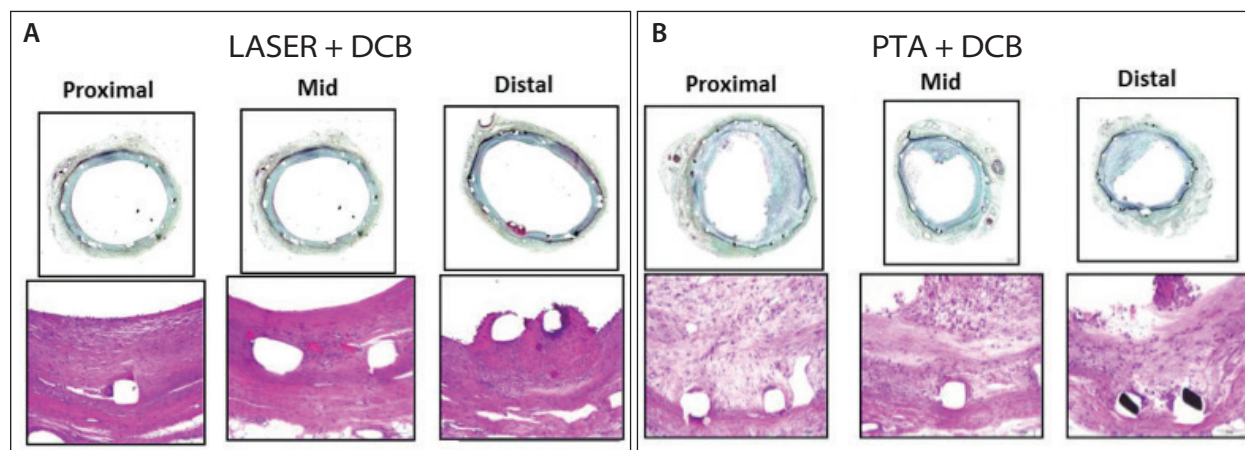 A
LASER + DCB
Proximal
Mid
Distal
B
PTA + DCB
Proximal
Mid
Distal